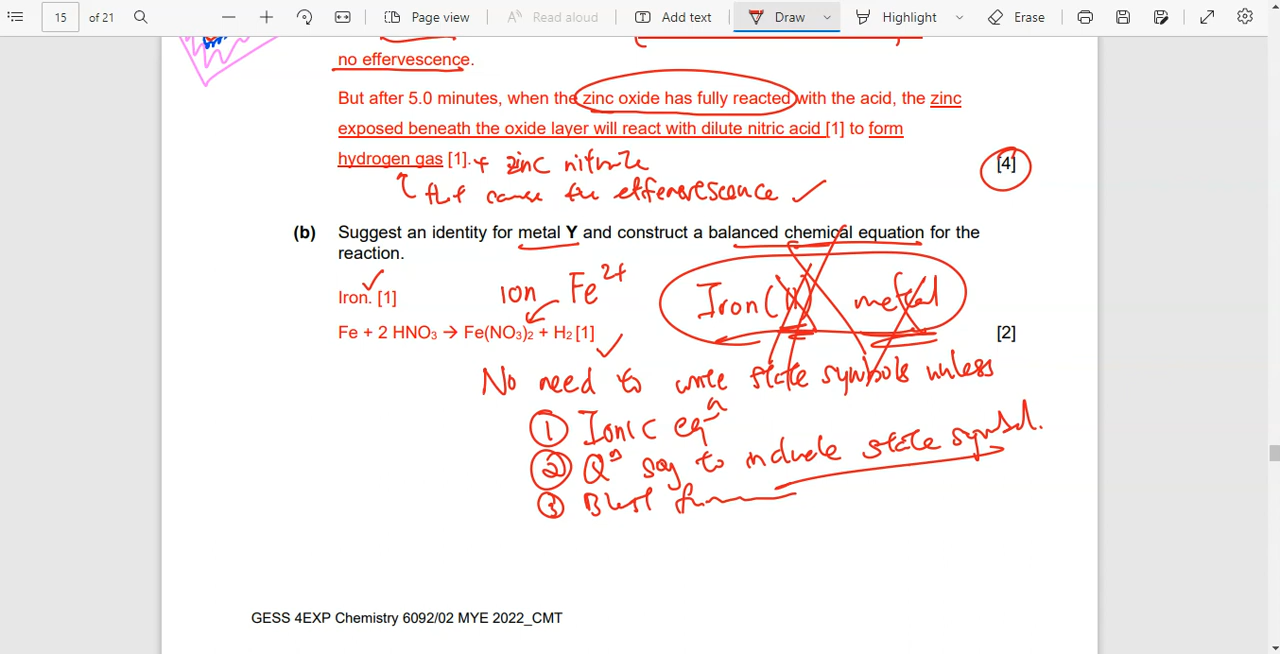 15 of 21 Page view Read aloud Add text Draw Highlight Erase
no effervescence.
But after 5.0 minutes, when the zinc oxide has fully reacted with the acid, the zinc
exposed beneath the oxide layer will react with dilute nitric acid [1] to form
hydrogen gas [1]. + zinc nitrate [4]
that cause the effervescence
(b) Suggest an identity for metal Y and construct a balanced chemical equation for the
reaction.
Iron. [1] ion Fe2+ Iron (II) metal
Fe + 2 HNO₃ → Fe(NO₃)₂ + H₂ [1] [2]
No need to write state symbols unless
① Ionic eqn
② Qn say to include state symbol.
③ Blast
GESS 4EXP Chemistry 6092/02 MYE 2022_CMT